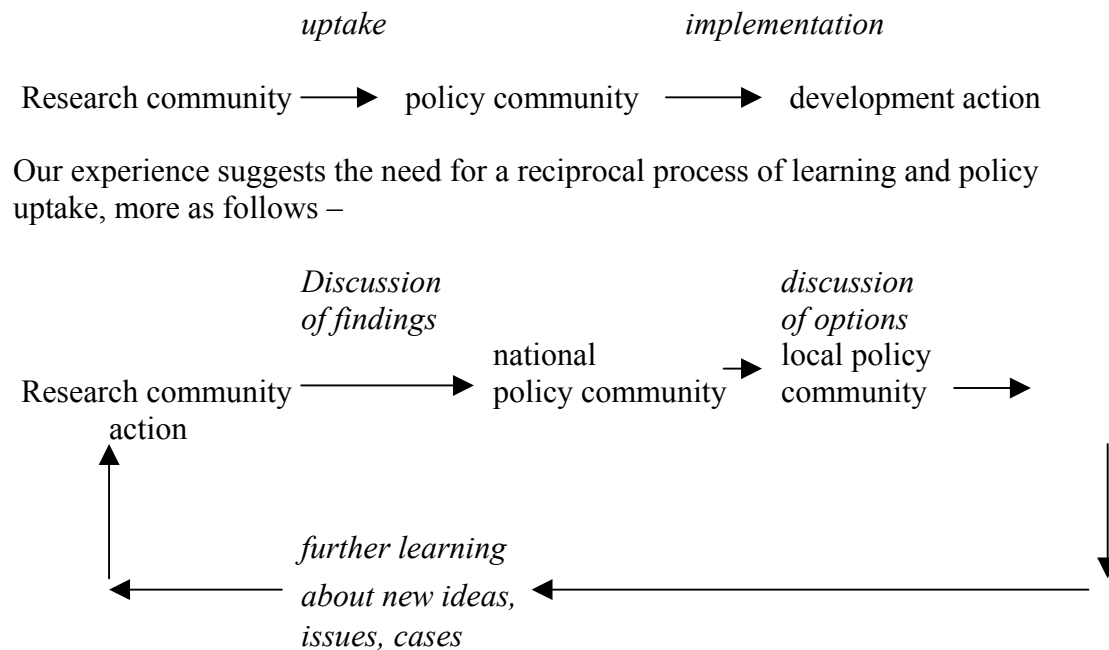 uptake implementation
Research community policy community development action
Our experience suggests the need for a reciprocal process of learning and policy
uptake, more as follows –
Discussion discussion
of findings of options
national local policy
Research community policy community community
action
further learning
about new ideas,
issues, cases